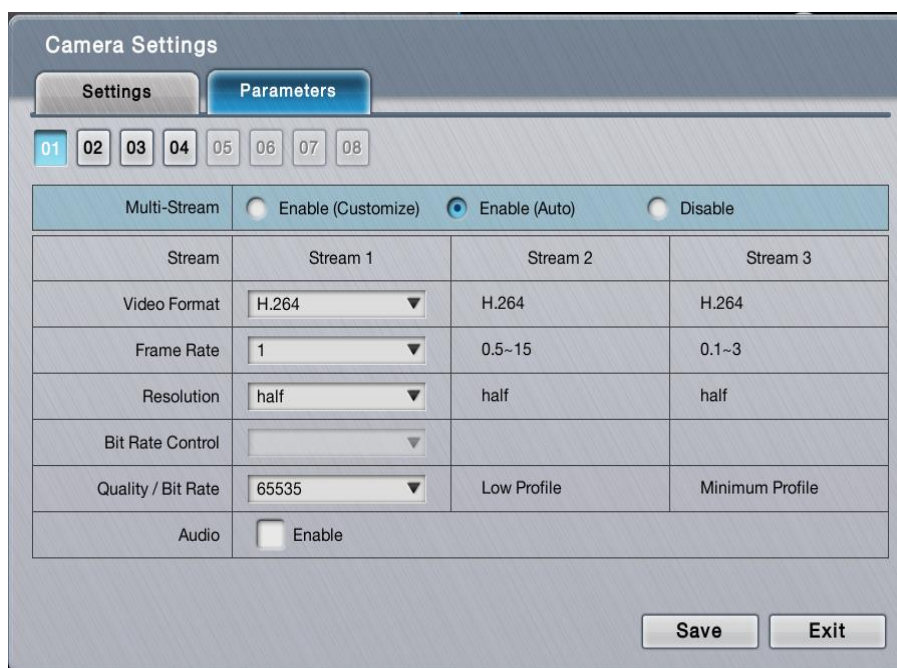 Camera Settings
Settings Parameters
01 02 03 04 05 06 07 08
Multi-Stream Enable (Customize) Enable (Auto) Disable
Stream Stream 1 Stream 2 Stream 3
Video Format H.264 H.264 H.264
Frame Rate 1 0.5~15 0.1~3
Resolution half half half
Bit Rate Control
Quality / Bit Rate 65535 Low Profile Minimum Profile
Audio Enable
Save Exit